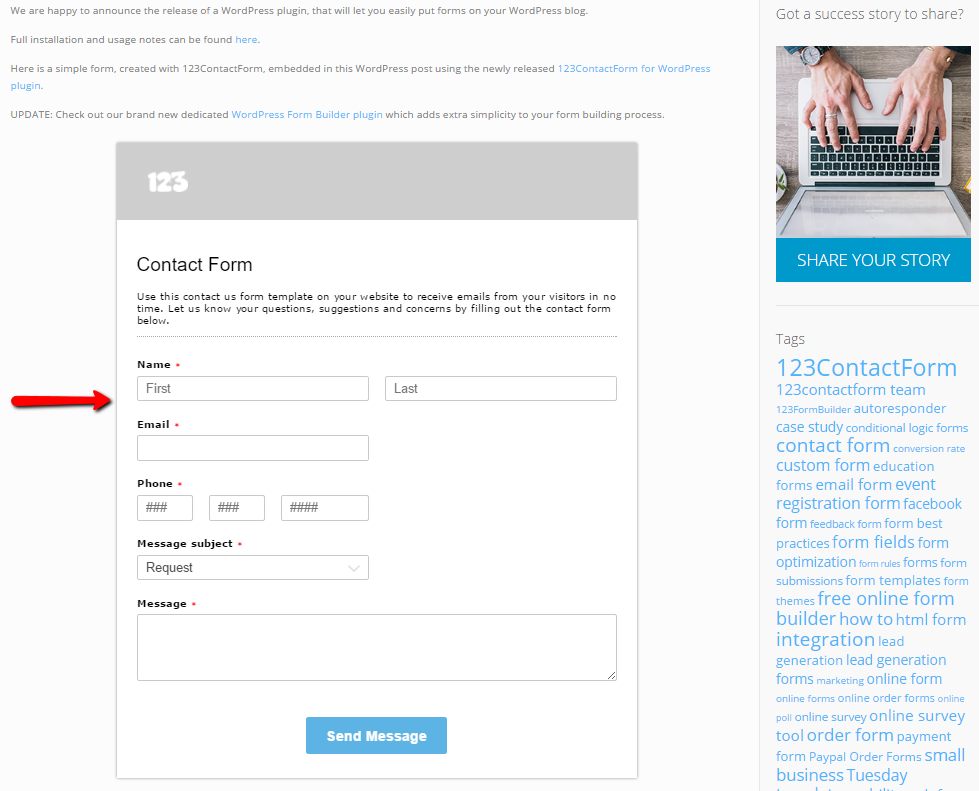 We are happy to announce the release of a WordPress plugin, that will let you easily put forms on your WordPress blog.
Full installation and usage notes can be found here.
Here is a simple form, created with 123ContactForm, embedded in this WordPress post using the newly released 123ContactForm for WordPress
plugin.
UPDATE: Check out our brand new dedicated WordPress Form Builder plugin which adds extra simplicity to your form building process.
123
Contact Form
Use this contact us form template on your website to receive emails from your visitors in no
time. Let us know your questions, suggestions and concerns by filling out the contact form
below.
Name *
First Last
Email *
Phone *
### ### ####
Message subject *
Request
Message *
Send Message
Got a success story to share?
SHARE YOUR STORY
Tags
123ContactForm
123contactform team
123FormBuilder autoresponder
case study conditional logic forms
contact form conversion rate
custom form education
forms email form event
registration form facebook
form feedback form form best
practices form fields form
optimization form rules forms form
submissions form templates form
themes free online form
builder how to html form
integration lead
generation lead generation
forms marketing online form
online forms online order forms online
poll online survey online survey
tool order form payment
form Paypal Order Forms small
business Tuesday